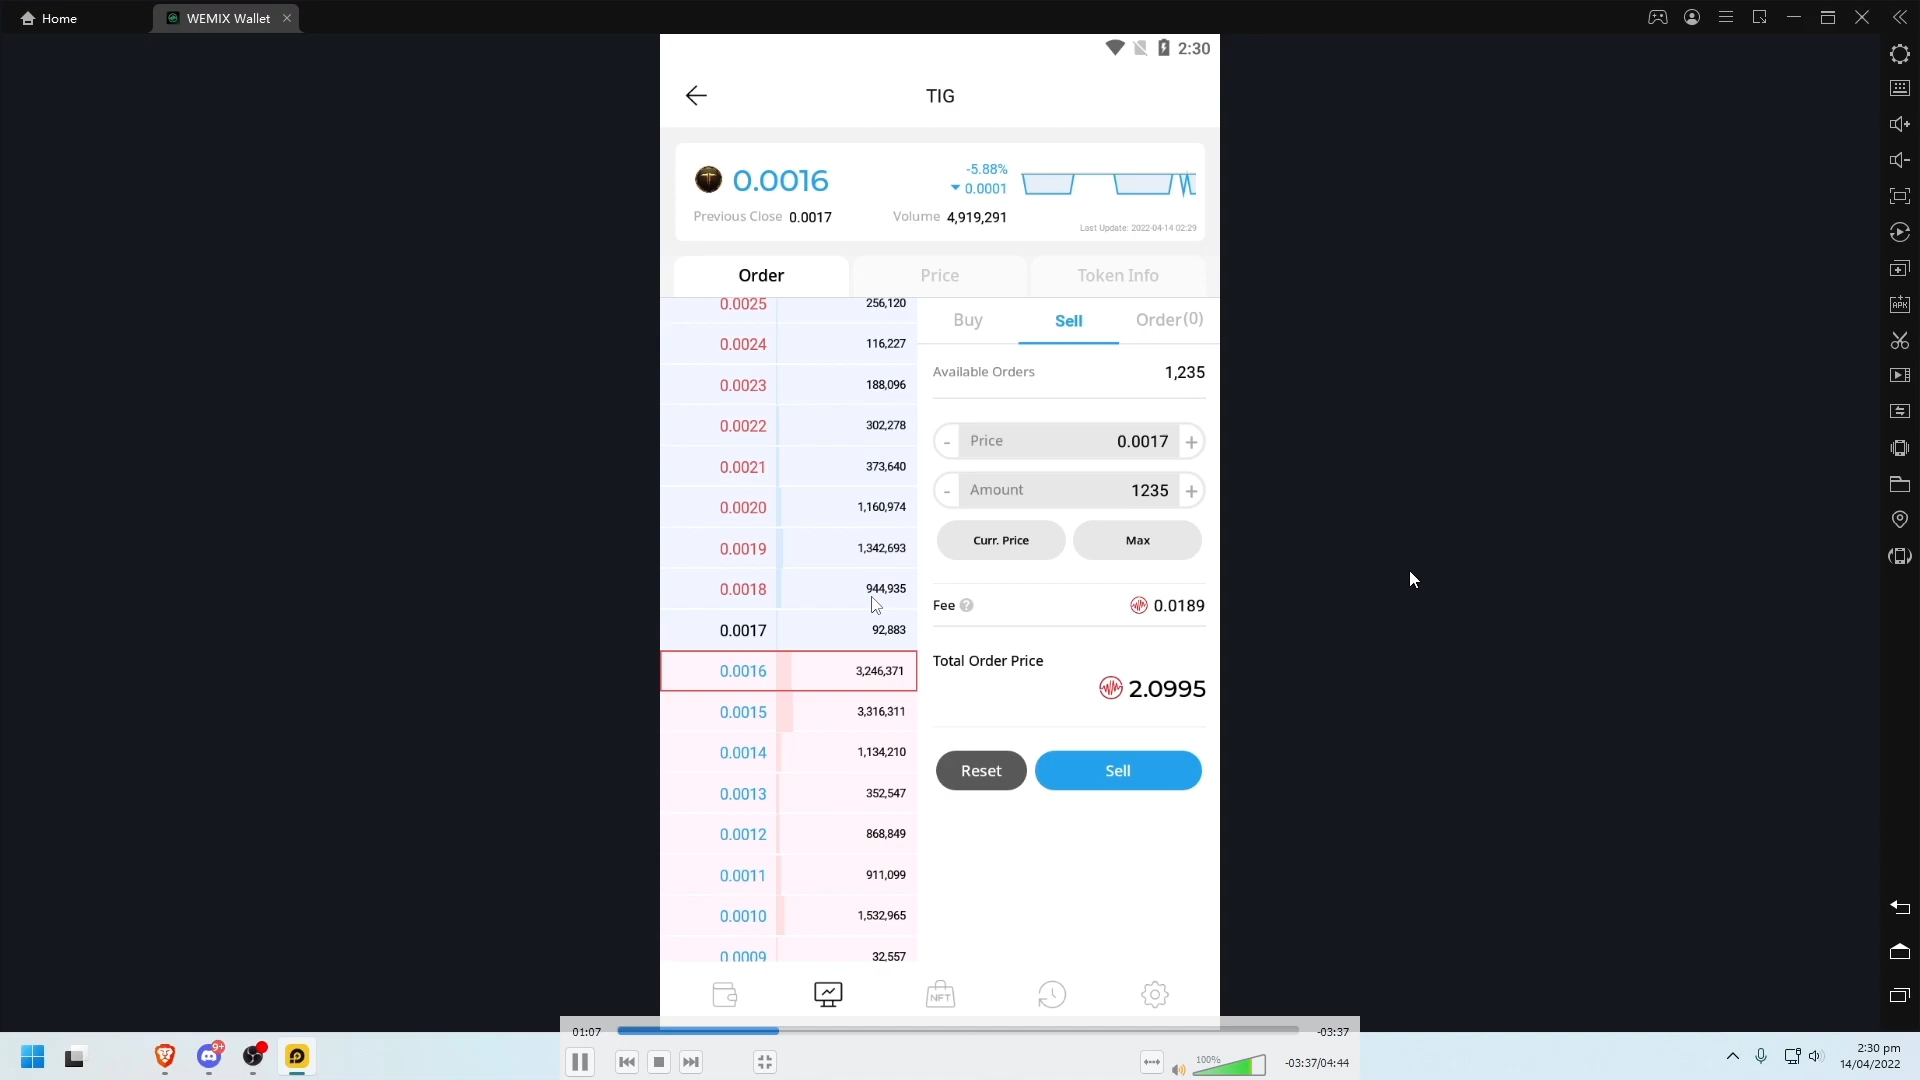 Home
WEMIX Wallet
2:30
TIG
0.0016
-5.88%
0.0001
Previous Close 0.0017
Volume 4,919,291
Last Update: 2022-04-14 02:29
Order
Price
Token Info
0.0025 256,120
0.0024 116,227
0.0023 188,096
0.0022 302,278
0.0021 373,640
0.0020 1,160,974
0.0019 1,342,693
0.0018 944,935
0.0017 92,883
0.0016 3,246,371
0.0015 3,316,311
0.0014 1,134,210
0.0013 352,547
0.0012 868,849
0.0011 911,099
0.0010 1,532,965
0.0009 32,557
Buy
Sell
Order(0)
Available Orders 1,235
- Price 0.0017 +
- Amount 1235 +
Curr. Price
Max
Fee ? 0.0189
Total Order Price
2.0995
Reset
Sell
NFT
APK
01:07
-03:37
100%
-03:37/04:44
9+
2:30 pm
14/04/2022